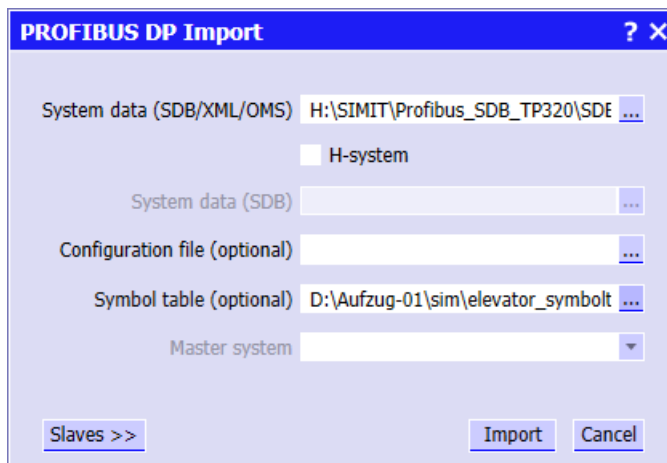 PROFIBUS DP Import ? ×
System data (SDB/XML/OMS) H:\SIMIT\Profibus_SDB_TP320\SDE ...
H-system
System data (SDB) ...
Configuration file (optional) ...
Symbol table (optional) D:\Aufzug-01\sim\elevator_symbolt ...
Master system
Slaves >> Import Cancel